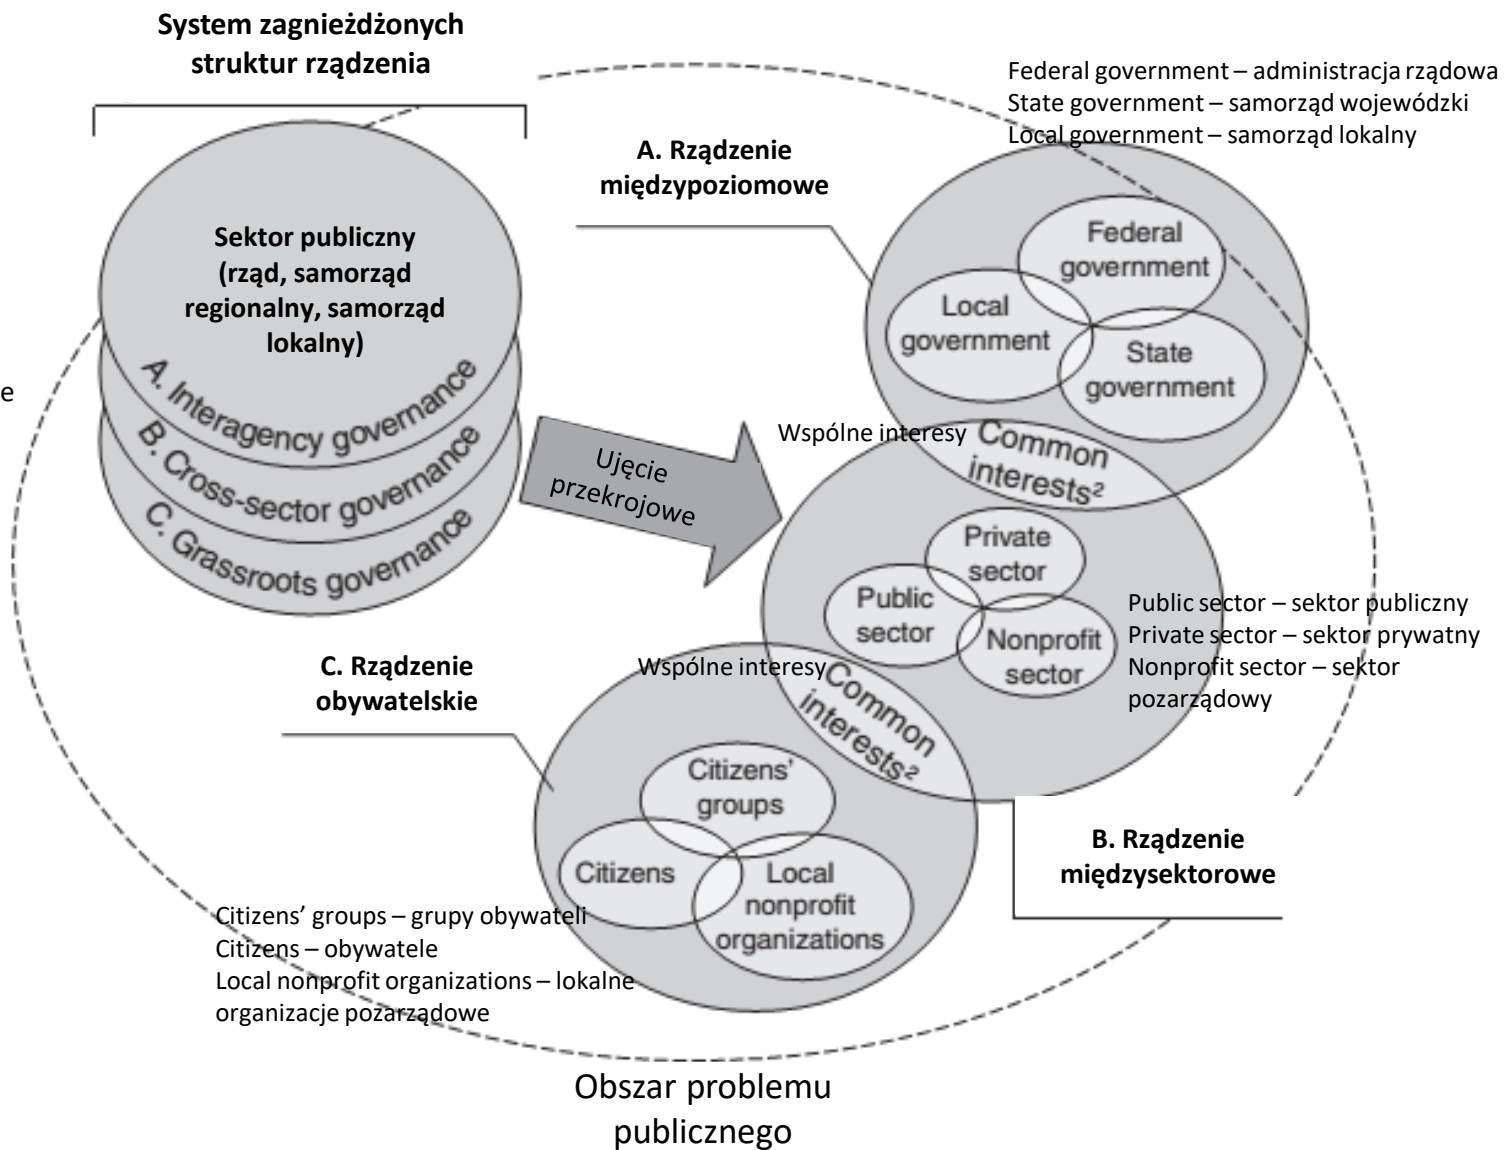 System zagnieżdżonych
struktur rządzenia
Federal government – administracja rządowa
State government – samorząd wojewódzki
Local government – samorząd lokalny
A. Rządzenie
międzypoziomowe
Sektor publiczny
(rząd, samorząd
regionalny, samorząd
lokalny)
A. Interagency governance
B. Cross-sector governance
C. Grassroots governance
e
Federal
government
Local
government
State
government
Ujęcie
przekrojowe
Wspólne interesy
Common
interests²
Private
sector
Public
sector
Nonprofit
sector
Public sector – sektor publiczny
Private sector – sektor prywatny
Nonprofit sector – sektor
pozarządowy
C. Rządzenie
obywatelskie
Wspólne interesy
Common
interests²
Citizens’
groups
Citizens
Local
nonprofit
organizations
B. Rządzenie
międzysektorowe
Citizens’ groups – grupy obywateli
Citizens – obywatele
Local nonprofit organizations – lokalne
organizacje pozarządowe
Obszar problemu
publicznego